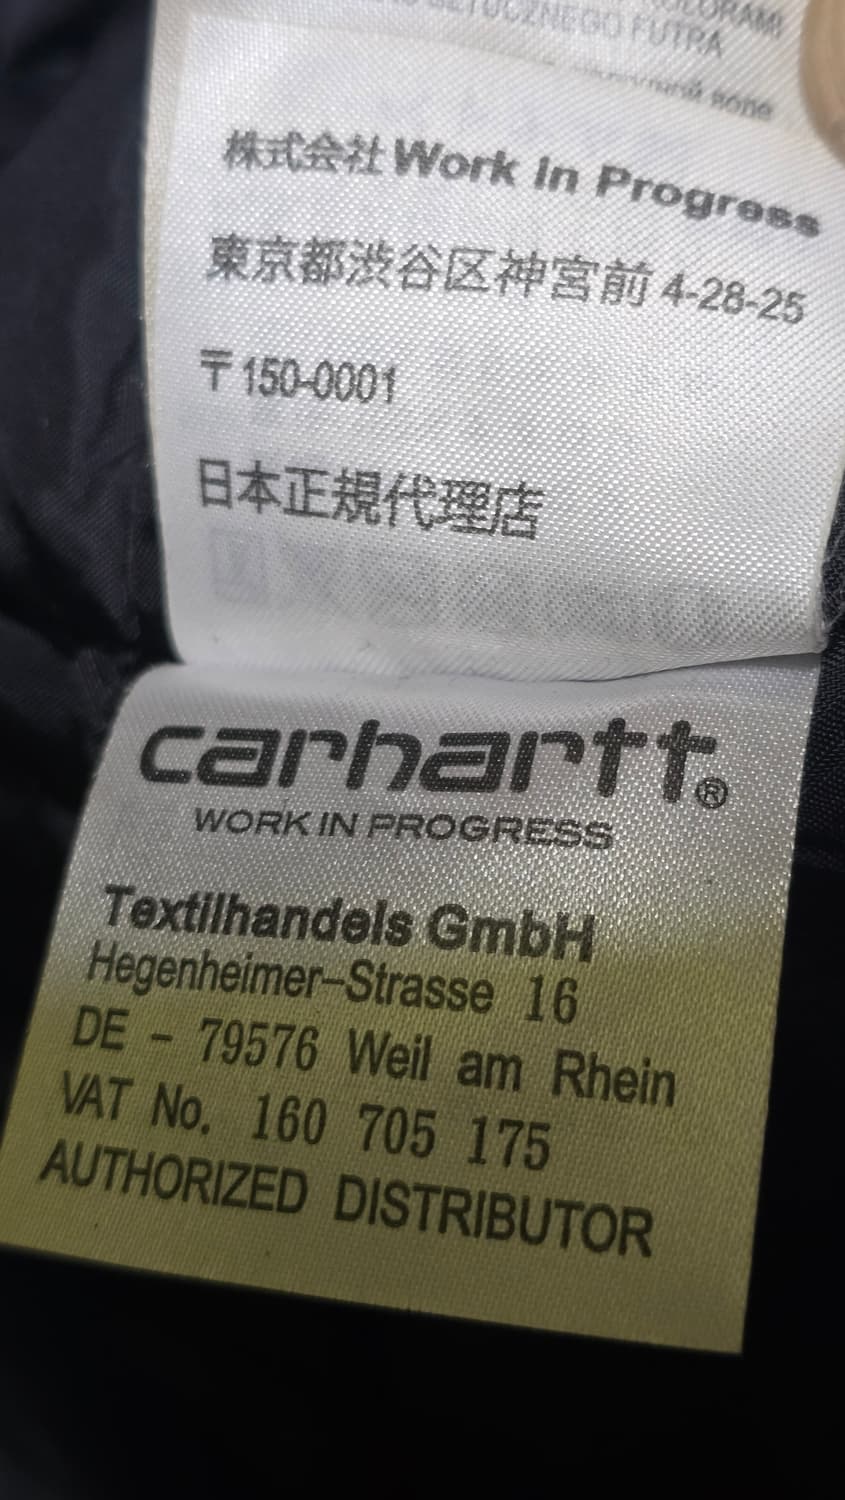 SZTUCZNEGO FUTRA
株式会社 Work in Progress
東京都渋谷区神宮前 4-28-25
〒150-0001
日本正規代理店
carhartt®
WORK IN PROGRESS
Textilhandels GmbH
Hegenheimer-Strasse 16
DE - 79576 Weil am Rhein
VAT No. 160 705 175
AUTHORIZED DISTRIBUTOR